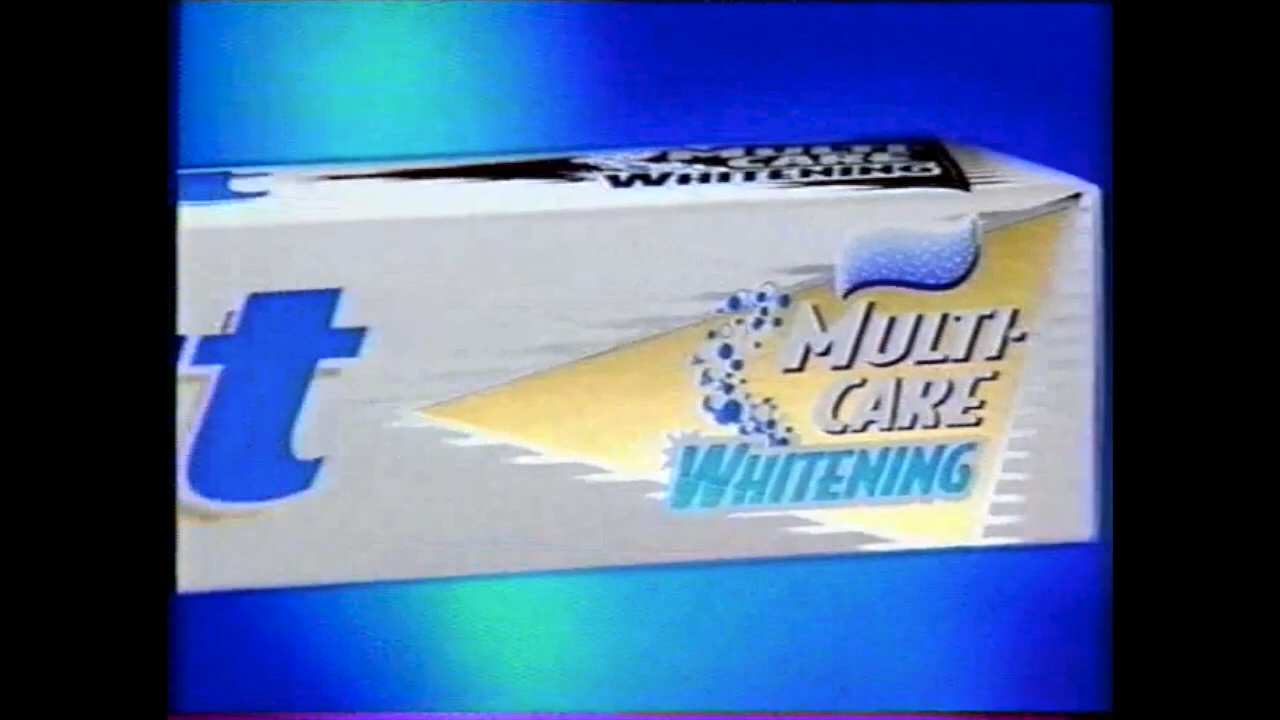 MULTI-
CARE
WHITENING
t
MULTI-
CARE
WHITENING